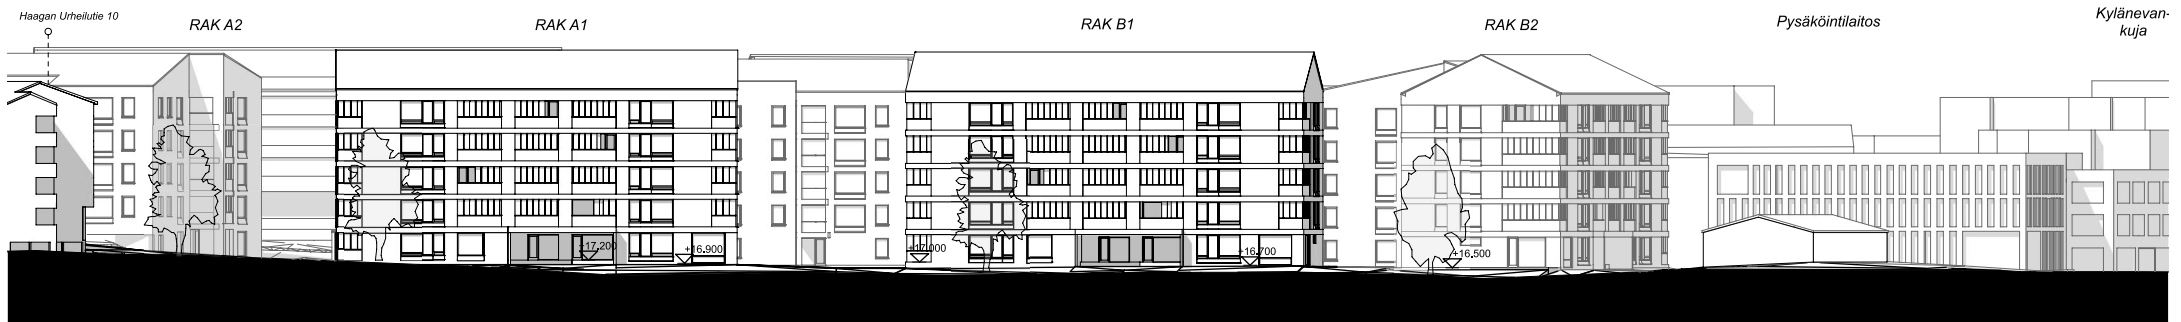 Haagan Urheilutie 10
RAK A2
RAK A1
RAK B1
RAK B2
Pysäköintilaitos
Kylänevan-
kuja
+17.200
+16.900
+17.000
+16.700
+16.500